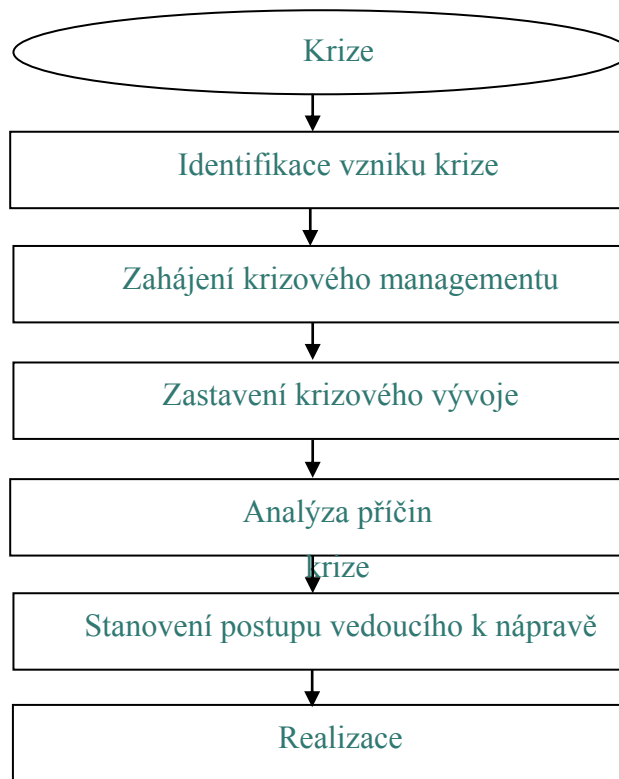 Krize
Identifikace vzniku krize
Zahájení krizového managementu
Zastavení krizového vývoje
Analýza příčin
krize
Stanovení postupu vedoucího k nápravě
Realizace